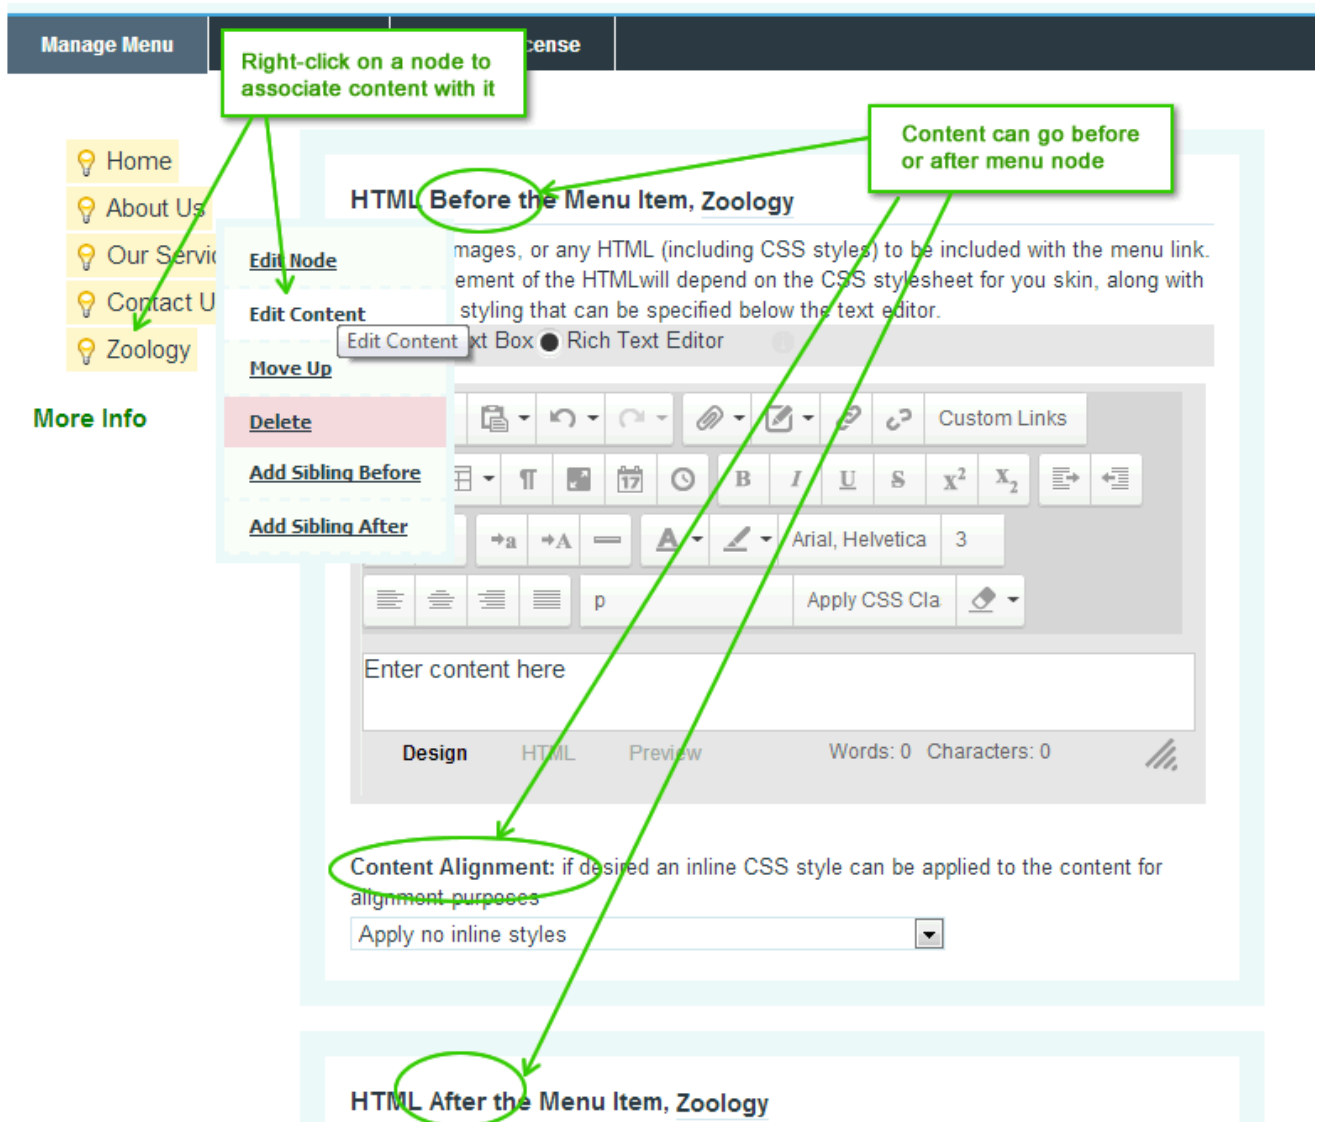 Manage Menu
Right-click on a node to
associate content with it
Content can go before
or after menu node
Home
About Us
Our
Contact
Zoology
More Info
Edit Node
Edit Content
Edit Content
Move Up
Delete
Add Sibling Before
Add Sibling After
HTML Before the Menu Item, Zoology
or any HTML (including CSS styles) to be included with the menu link.
of the HTMLwill depend on the CSS stylesheet for you skin, along with
styling that can be specified below the text editor.
Box Rich Text Editor
Custom Links
17
B I U S x² X₂
a A A Arial, Helvetica 3
p Apply CSS Cla
Enter content here
Design HTML Preview Words: 0 Characters: 0
Content Alignment: if desired an inline CSS style can be applied to the content for
alignment purposes
Apply no inline styles
HTML After the Menu Item, Zoology